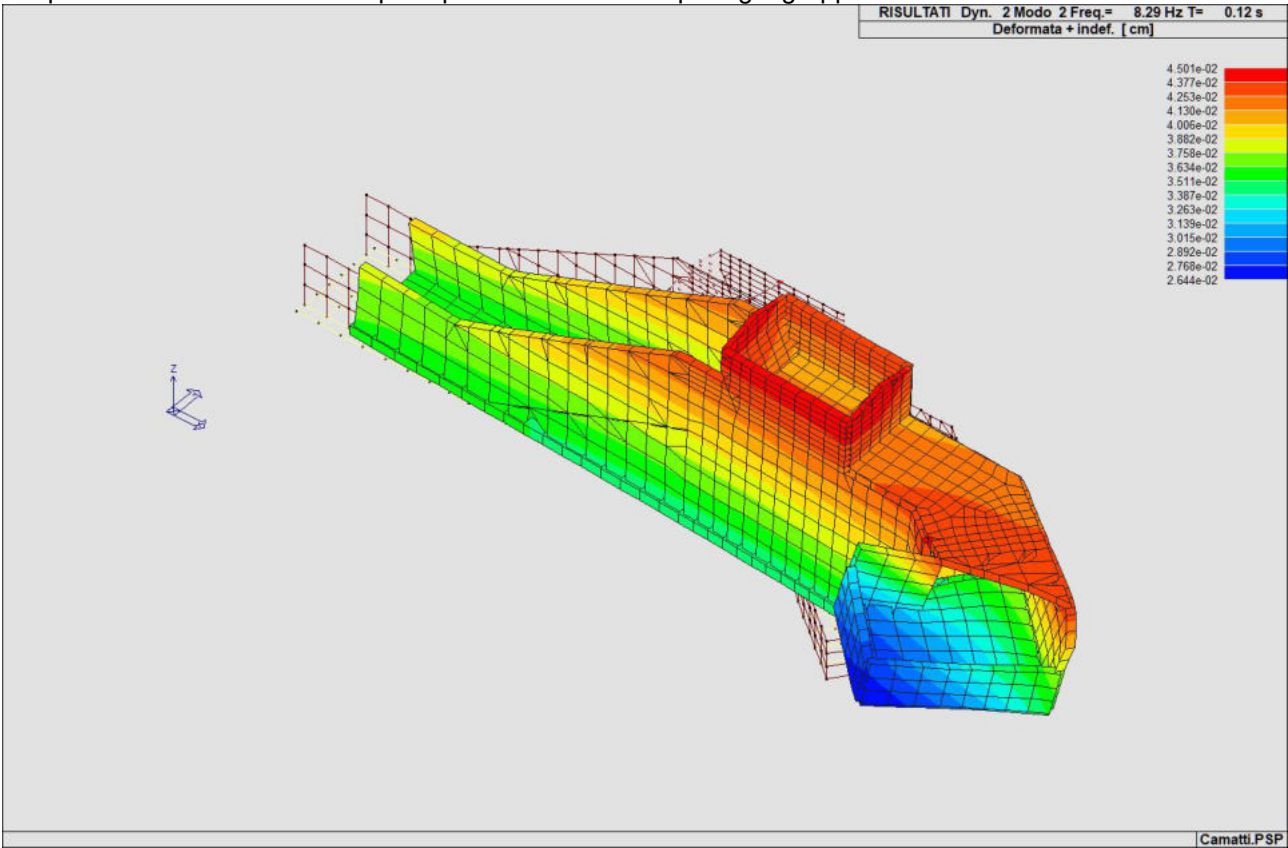 RISULTATI Dyn. 2 Modo 2 Freq.= 8.29 Hz T= 0.12 s
Deformata + indef. [ cm]
4.501e-02
4.377e-02
4.253e-02
4.130e-02
4.006e-02
3.882e-02
3.758e-02
3.634e-02
3.511e-02
3.387e-02
3.263e-02
3.139e-02
3.015e-02
2.892e-02
2.768e-02
2.644e-02
Z
Camatti.PSP